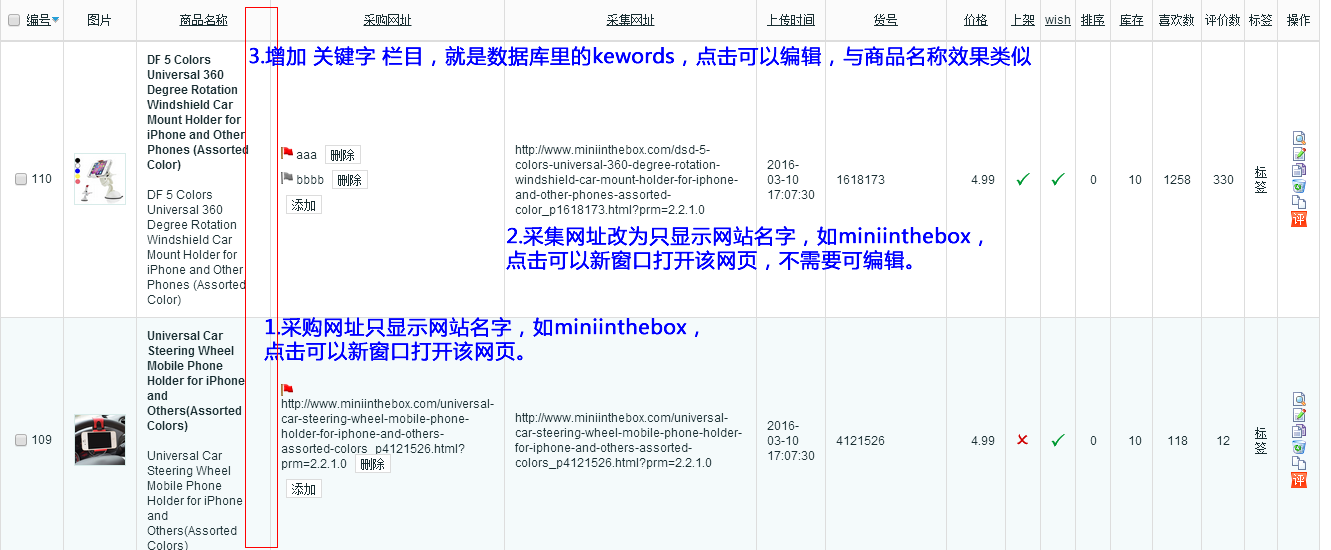 编号 图片 商品名称 采购网址 采集网址 上传时间 货号 价格 上架 wish 排序 库存 喜欢数 评价数 标签 操作
3.增加 关键字 栏目，就是数据库里的kewords，点击可以编辑，与商品名称效果类似
DF 5 Colors
Universal 360
Degree Rotation
Windshield Car
Mount Holder for
iPhone and Other
Phones (Assorted
Color)
DF 5 Colors
Universal 360
Degree Rotation
Windshield Car
Mount Holder for
iPhone and Other
Phones (Assorted
Color)
110
aaa 删除
bbbb 删除
添加
http://www.miniinthebox.com/dsd-5-
colors-universal-360-degree-rotation-
windshield-car-mount-holder-for-iphone-
and-other-phones-assorted-
color_p1618173.html?prm=2.2.1.0
2016-
03-10
17:07:30
1618173
4.99
0
10
1258
330
标
签
评
2.采集网址改为只显示网站名字，如miniinthebox，
点击可以新窗口打开该网页，不需要可编辑。
1.采购网址只显示网站名字，如miniinthebox，
点击可以新窗口打开该网页。
Universal Car
Steering Wheel
Mobile Phone
Holder for iPhone
and
Others(Assorted
Colors)
Universal Car
Steering Wheel
Mobile Phone
Holder for iPhone
and
Others(Assorted
Colors)
109
http://www.miniinthebox.com/universal-
car-steering-wheel-mobile-phone-
holder-for-iphone-and-others-
assorted-colors_p4121526.html?
prm=2.2.1.0 删除
添加
http://www.miniinthebox.com/universal-
car-steering-wheel-mobile-phone-holder-
for-iphone-and-others-assorted-
colors_p4121526.html?prm=2.2.1.0
2016-
03-10
17:07:30
4121526
4.99
0
10
118
12
标
签
评